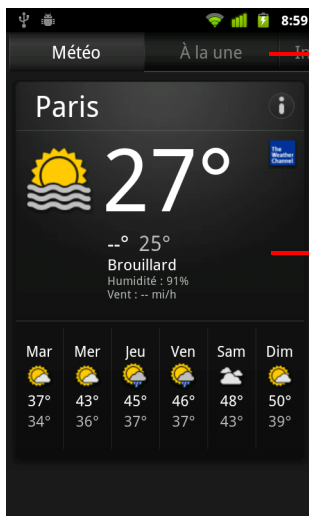 8:59
Météo À la une In
Paris
27°
The
Weather
Channel
--° 25°
Brouillard
Humidité : 91%
Vent : -- mi/h
Mar Mer Jeu Ven Sam Dim
37° 43° 45° 46° 48° 50°
34° 36° 37° 37° 43° 39°